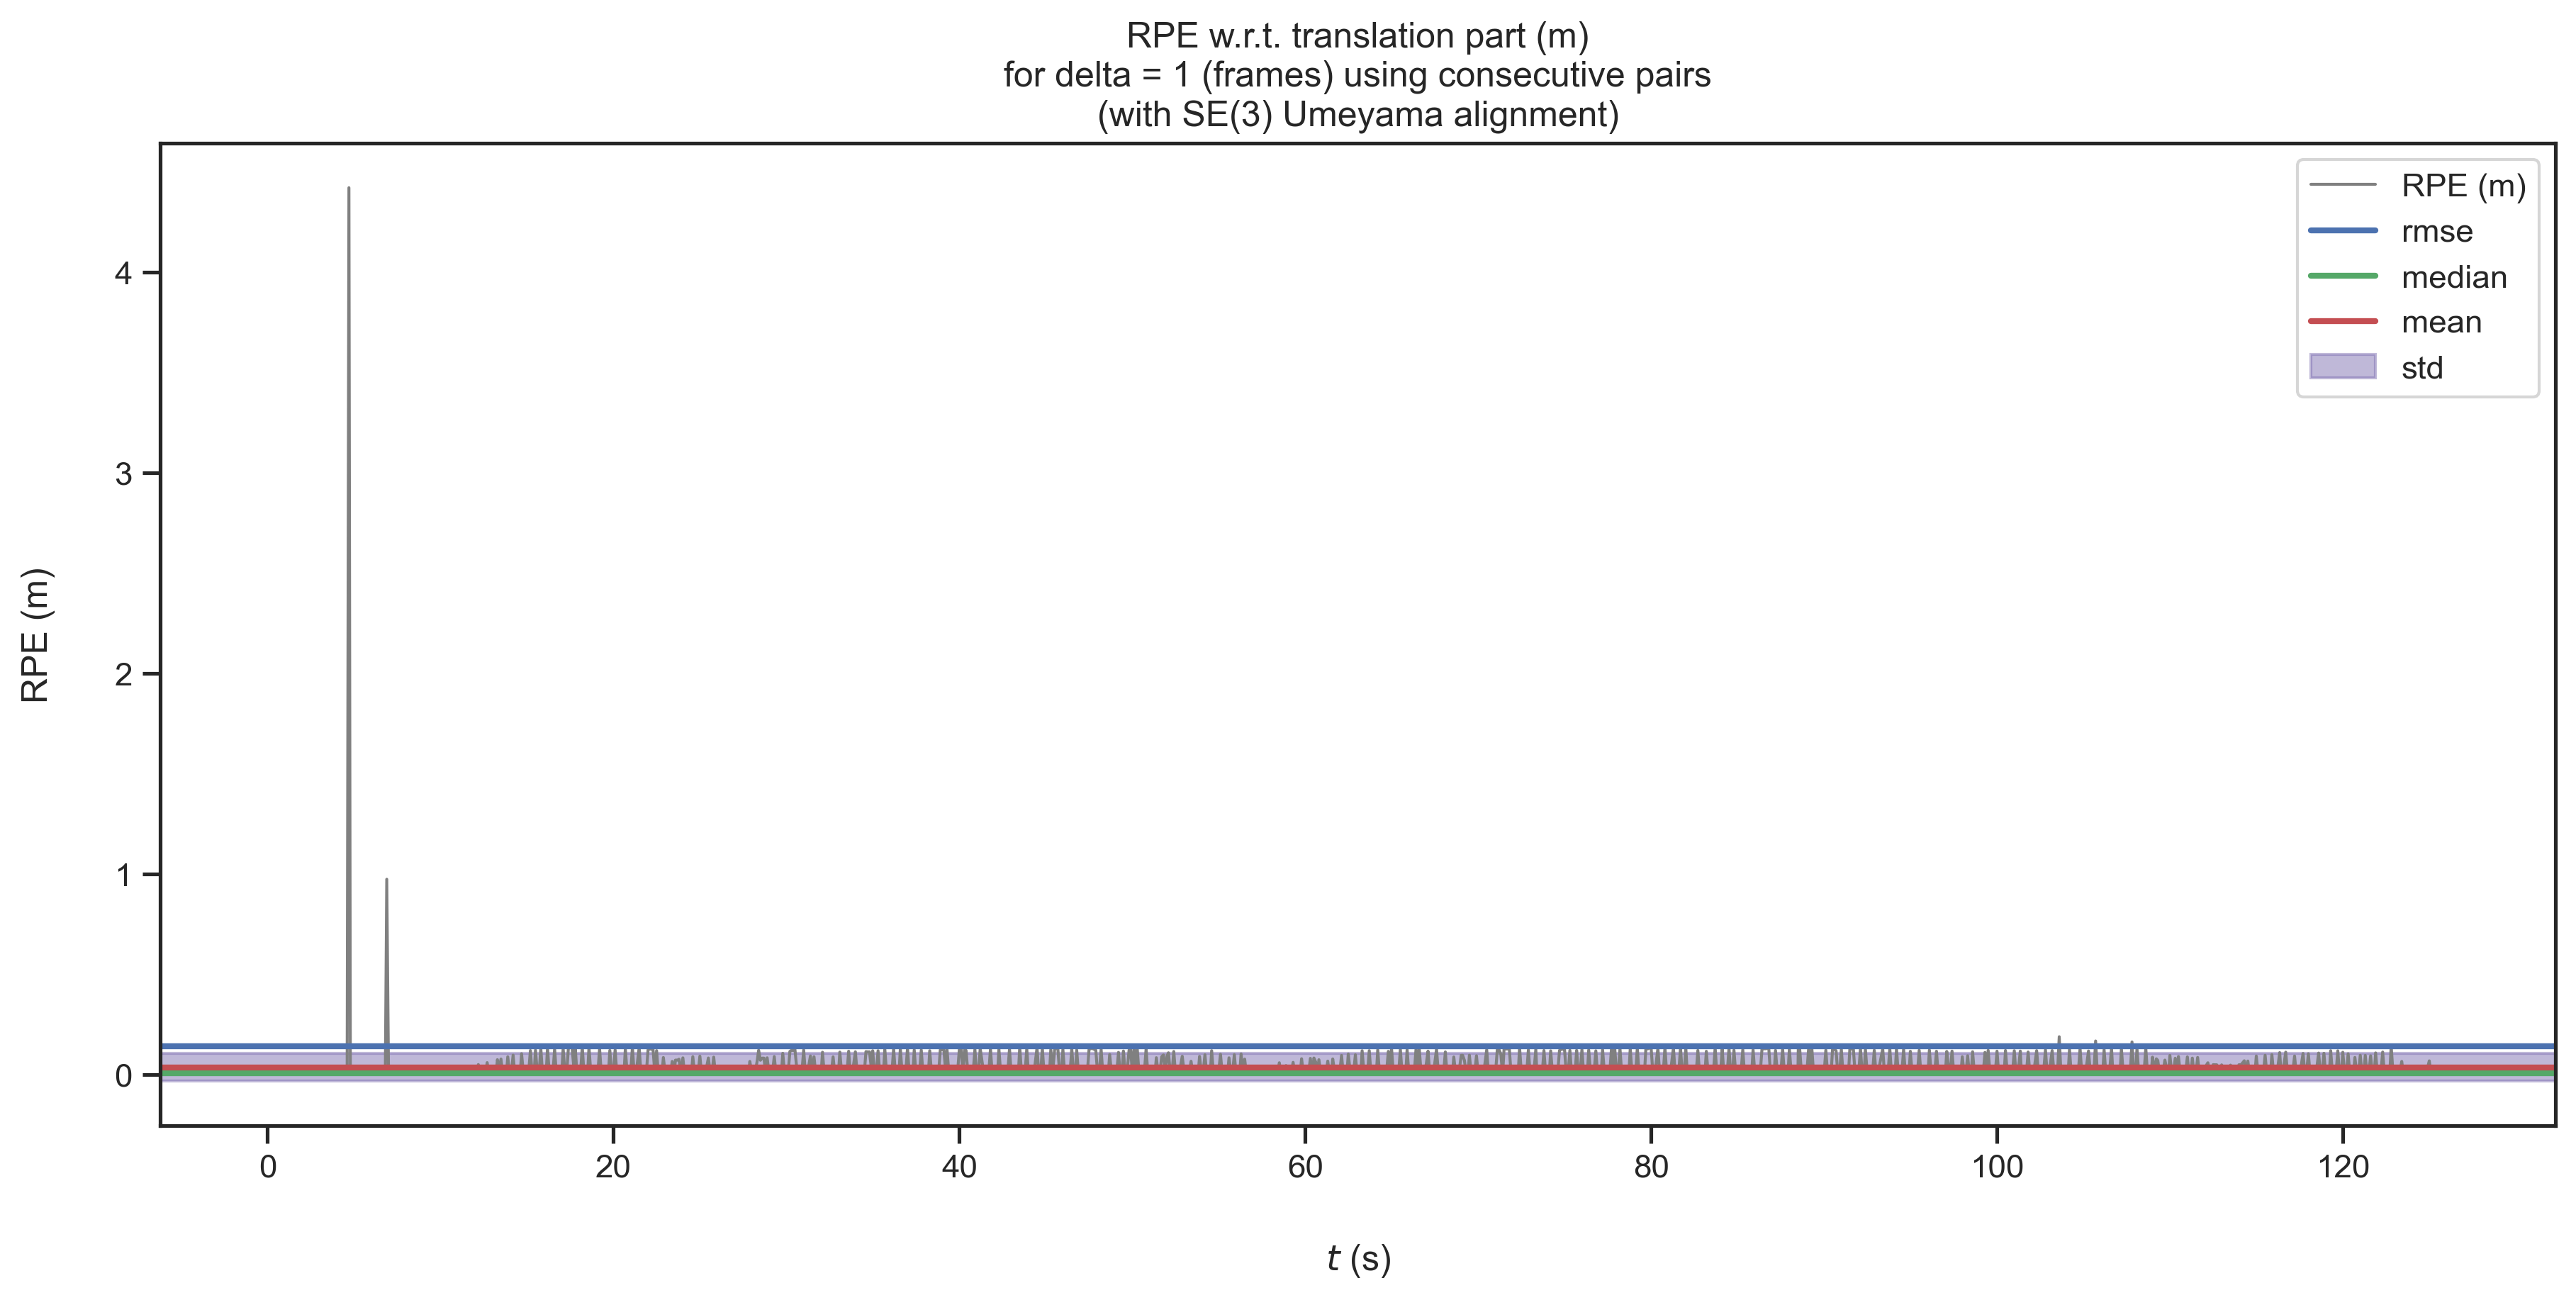 RPE w.r.t. translation part (m)
for delta = 1 (frames) using consecutive pairs
(with SE(3) Umeyama alignment)
RPE (m)
rmse
median
mean
std
RPE (m)
4
3
2
1
0
0 20 40 60 80 100 120
t (s)